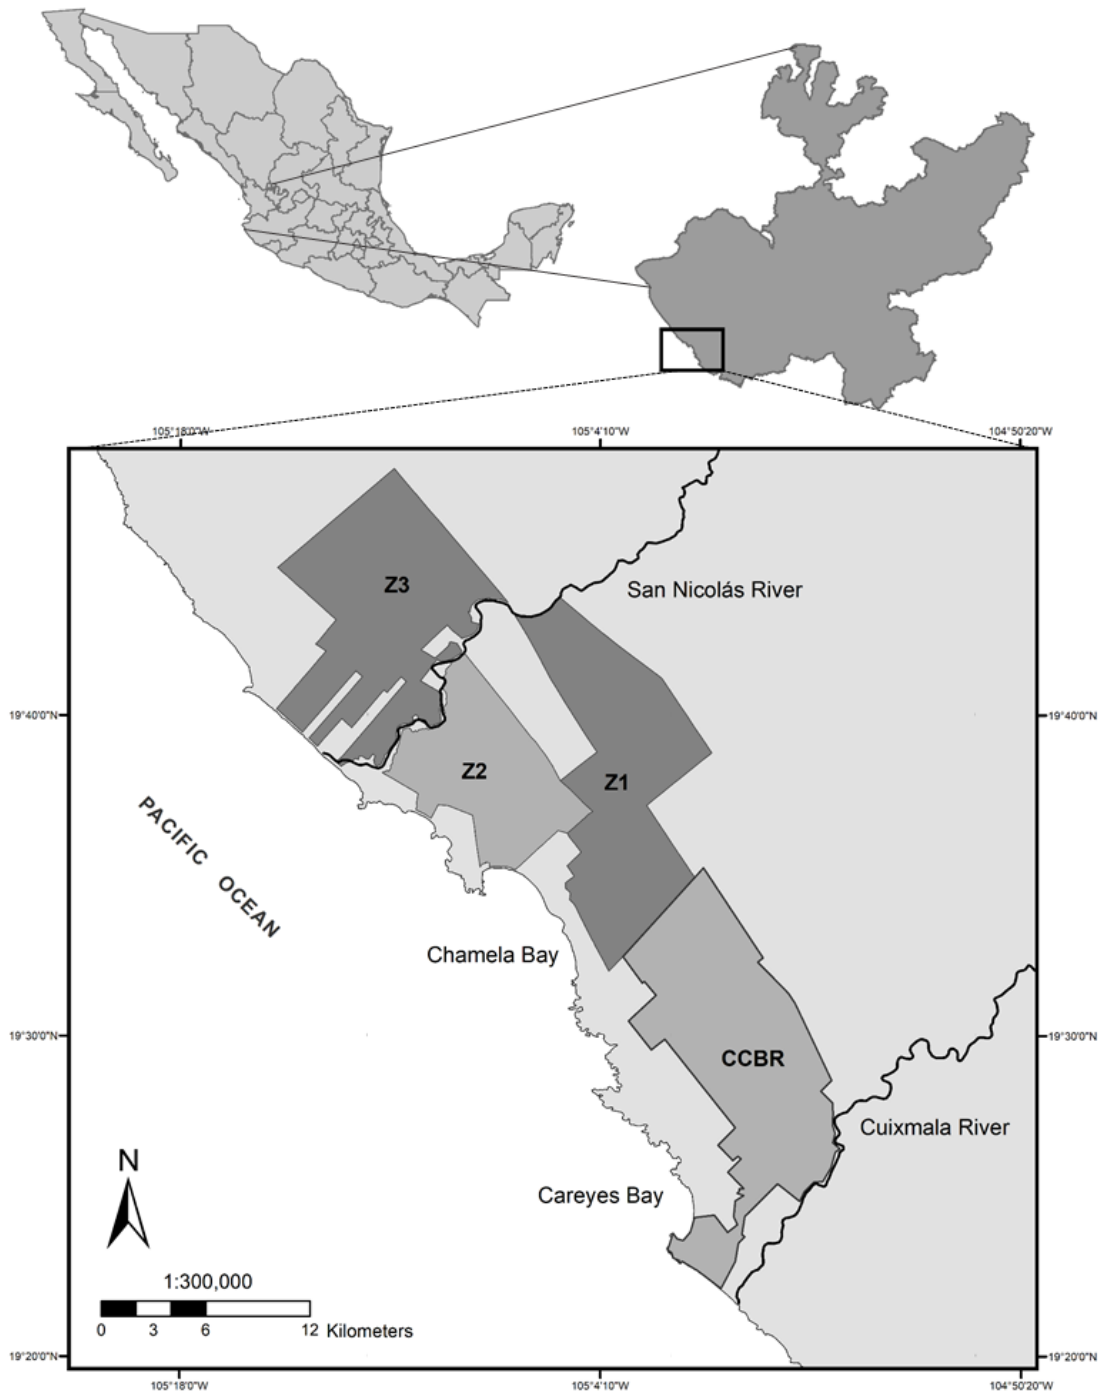 105°18'0"W 105°4'10"W 104°50'20"W
Z3
San Nicolás River
19°40'0"N 19°40'0"N
Z2
Z1
PACIFIC OCEAN
Chamela Bay
19°30'0"N 19°30'0"N
CCBR
Cuixmala River
N
Careyes Bay
1:300,000
0 3 6 12 Kilometers
19°20'0"N 19°20'0"N
105°18'0"W 105°4'10"W 104°50'20"W